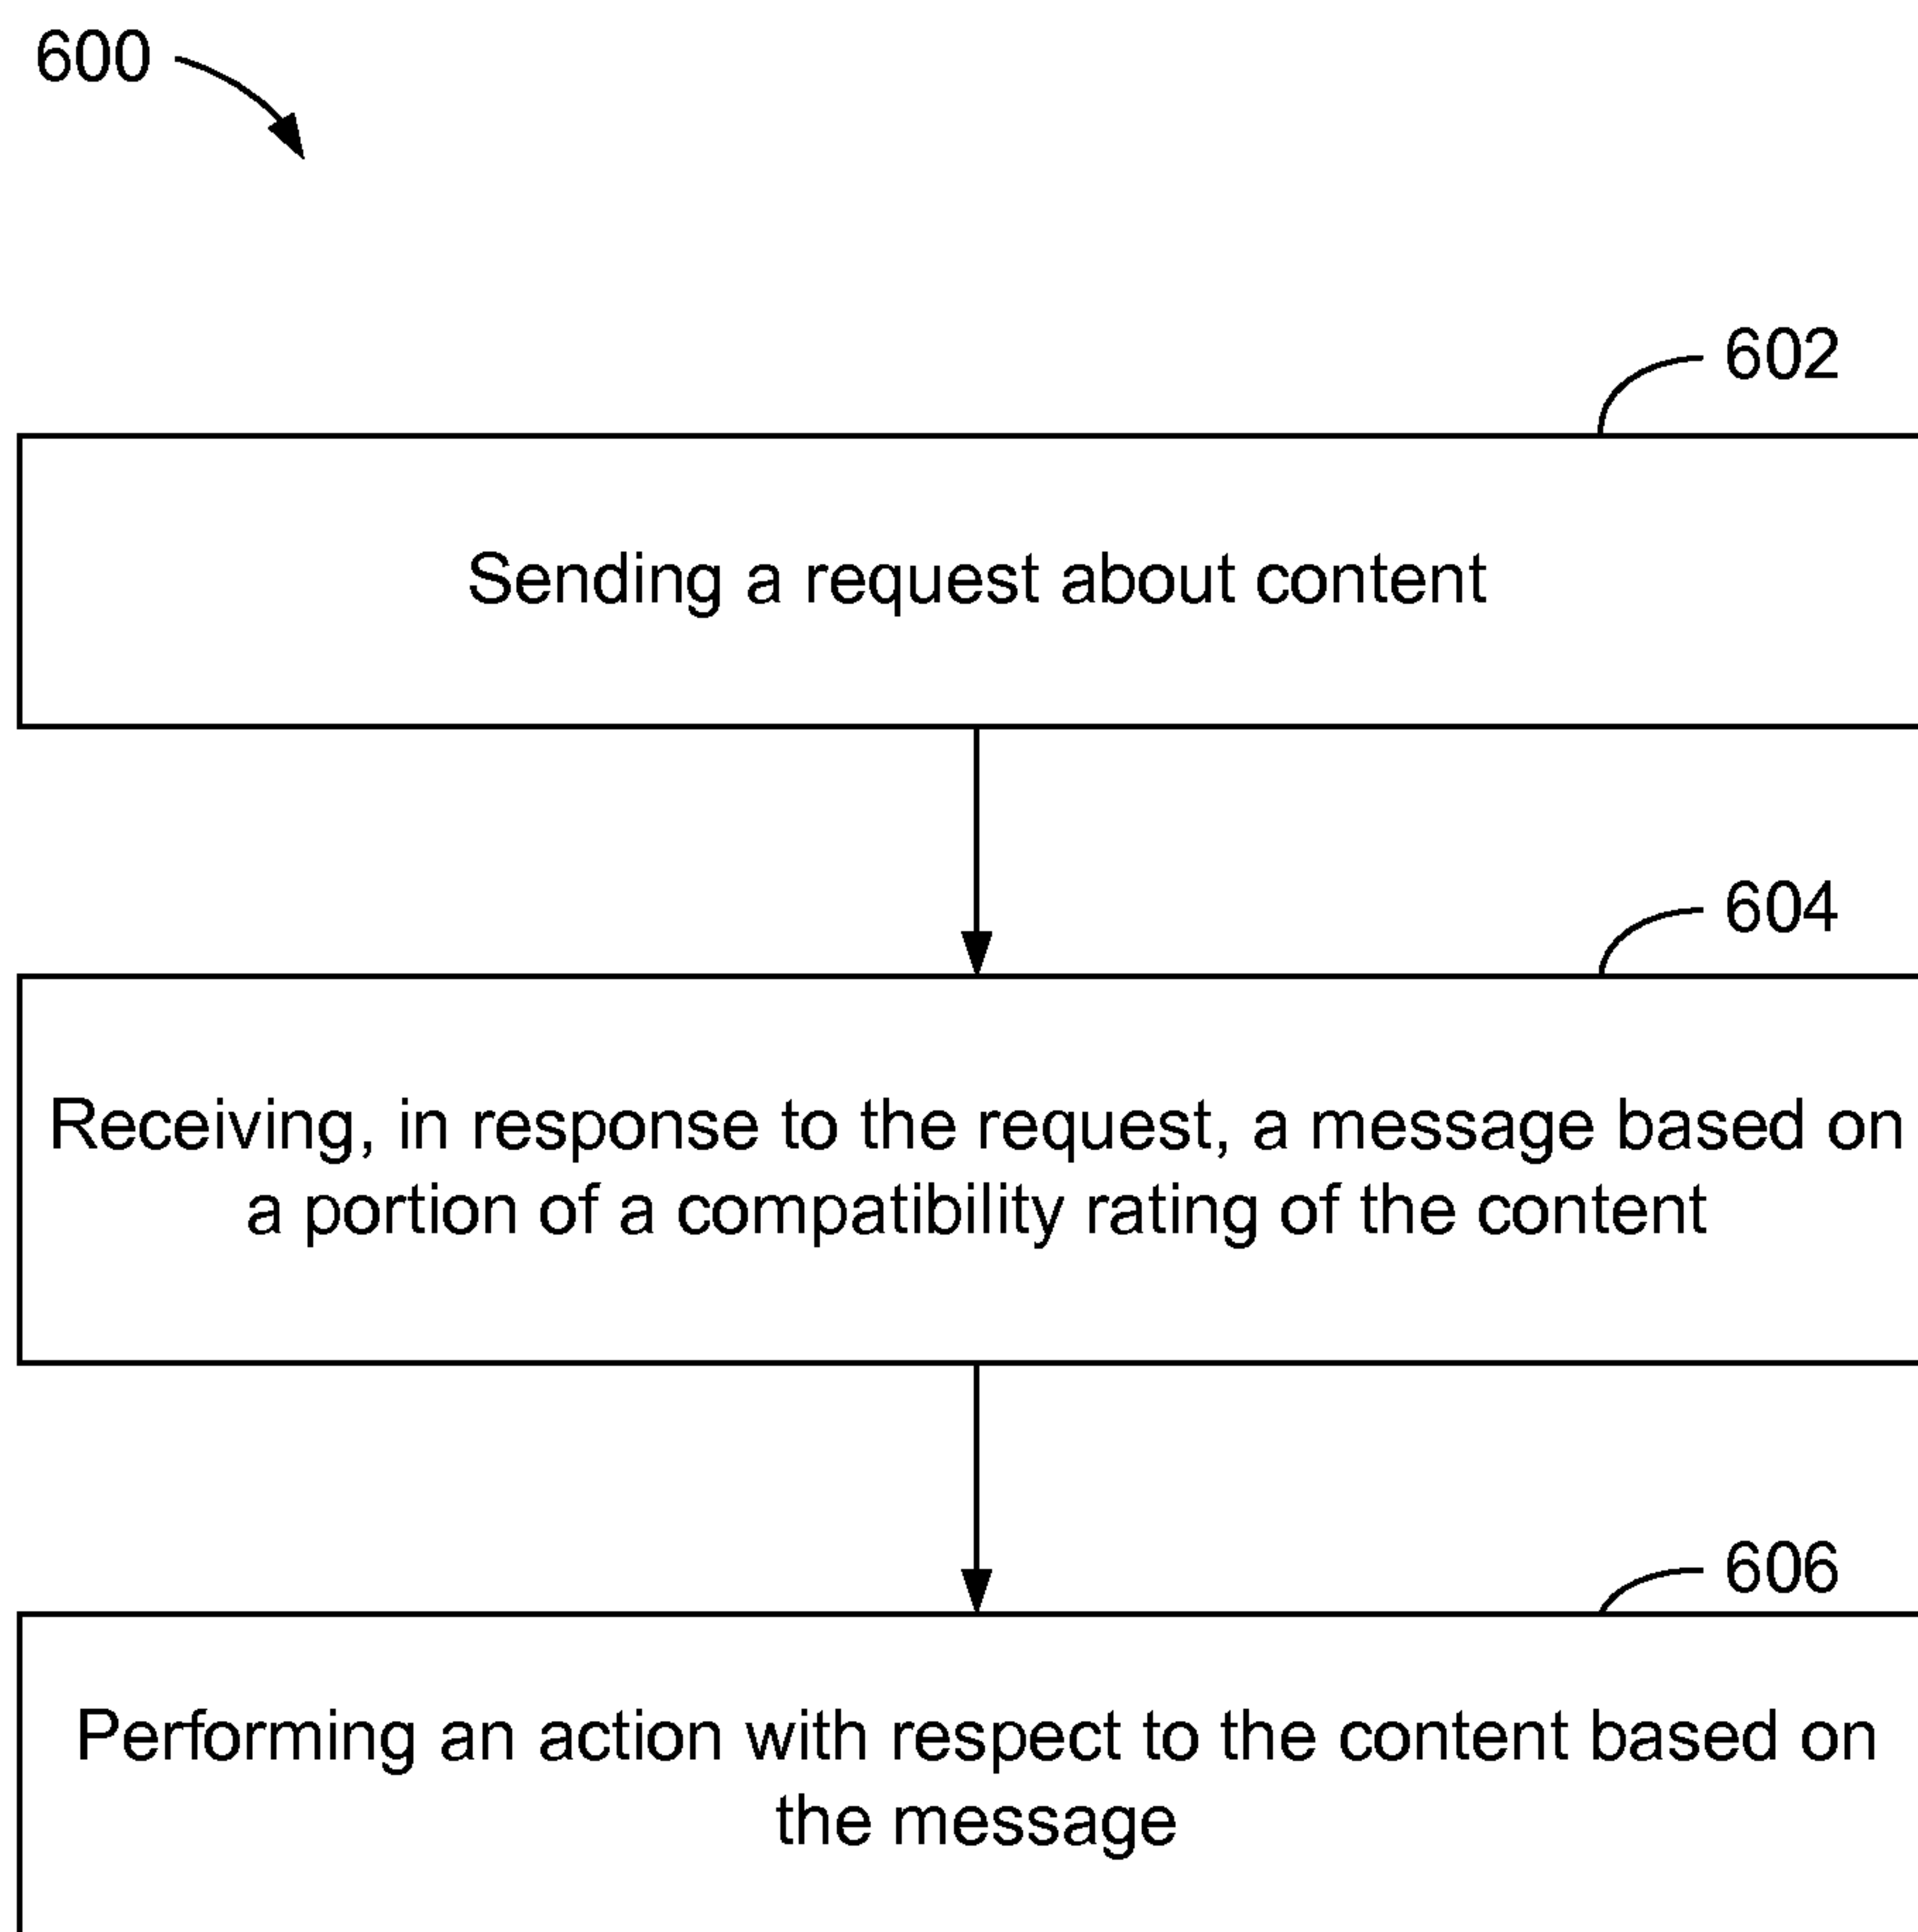 600
602
Sending a request about content
604
Receiving, in response to the request, a message based on
a portion of a compatibility rating of the content
606
Performing an action with respect to the content based on
the message